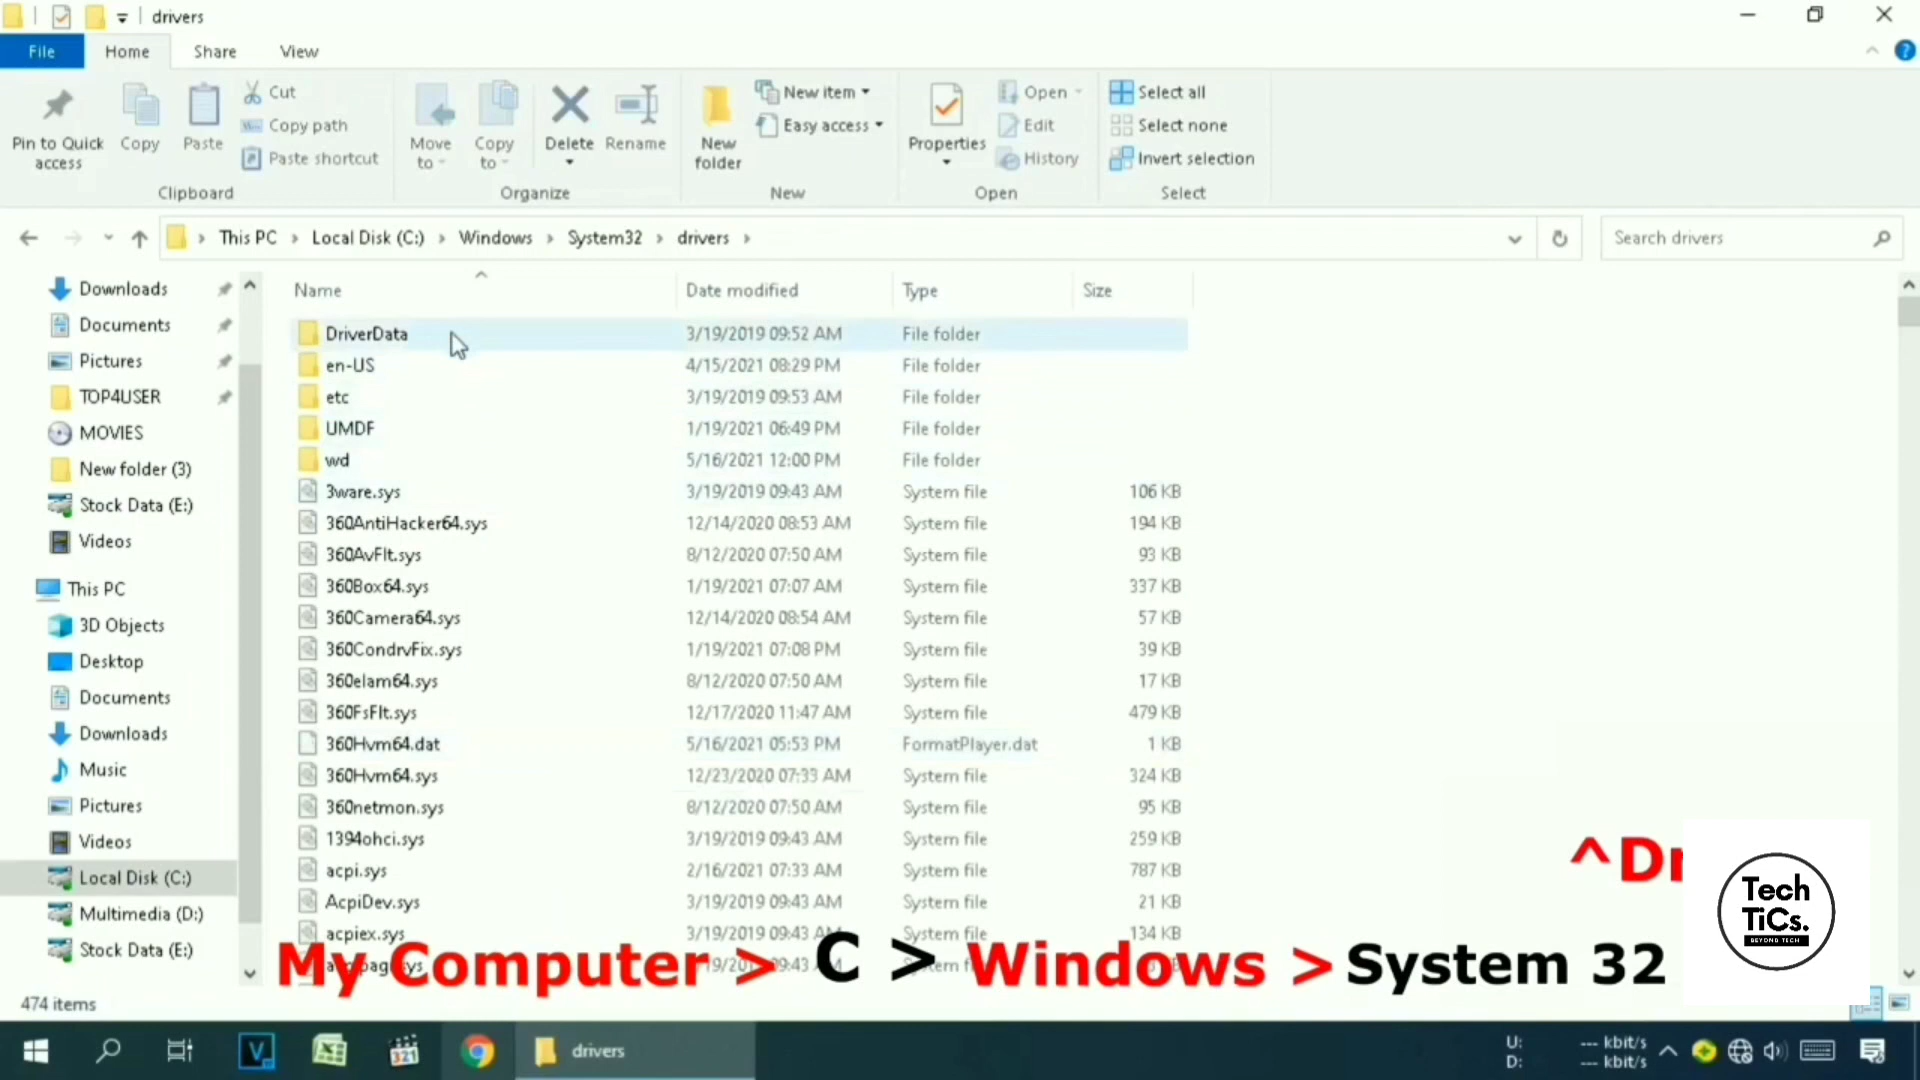 drivers
File Home Share View
Pin to Quick access
Copy
Paste
Cut
Copy path
Paste shortcut
Clipboard
Move to
Copy to
Delete
Rename
Organize
New folder
New item
Easy access
New
Properties
Open
Edit
History
Open
Select all
Select none
Invert selection
Select
This PC > Local Disk (C:) > Windows > System32 > drivers >
Search drivers
Downloads
Documents
Pictures
TOP4USER
MOVIES
New folder (3)
Stock Data (E:)
Videos
This PC
3D Objects
Desktop
Documents
Downloads
Music
Pictures
Videos
Local Disk (C:)
Multimedia (D:)
Stock Data (E:)
Name Date modified Type Size
DriverData 3/19/2019 09:52 AM File folder
en-US 4/15/2021 08:29 PM File folder
etc 3/19/2019 09:53 AM File folder
UMDF 1/19/2021 06:49 PM File folder
wd 5/16/2021 12:00 PM File folder
3ware.sys 3/19/2019 09:43 AM System file 106 KB
360AntiHacker64.sys 12/14/2020 08:53 AM System file 194 KB
360AvFlt.sys 8/12/2020 07:50 AM System file 93 KB
360Box64.sys 1/19/2021 07:07 AM System file 337 KB
360Camera64.sys 12/14/2020 08:54 AM System file 57 KB
360CondrvFix.sys 1/19/2021 07:08 PM System file 39 KB
360elam64.sys 8/12/2020 07:50 AM System file 17 KB
360FsFlt.sys 12/17/2020 11:47 AM System file 479 KB
360Hvm64.dat 5/16/2021 05:53 PM FormatPlayer.dat 1 KB
360Hvm64.sys 12/23/2020 07:33 AM System file 324 KB
360netmon.sys 8/12/2020 07:50 AM System file 95 KB
1394ohci.sys 3/19/2019 09:43 AM System file 259 KB
acpi.sys 2/16/2021 07:33 AM System file 787 KB
AcpiDev.sys 3/19/2019 09:43 AM System file 21 KB
acpiex.sys 3/19/2019 09:43 AM System file 134 KB
^Dr
My Computer > C > Windows > System 32
Tech
TiCs.
BEYOND TECH
474 items
V
321
drivers
U: --- kbit/s
D: --- kbit/s